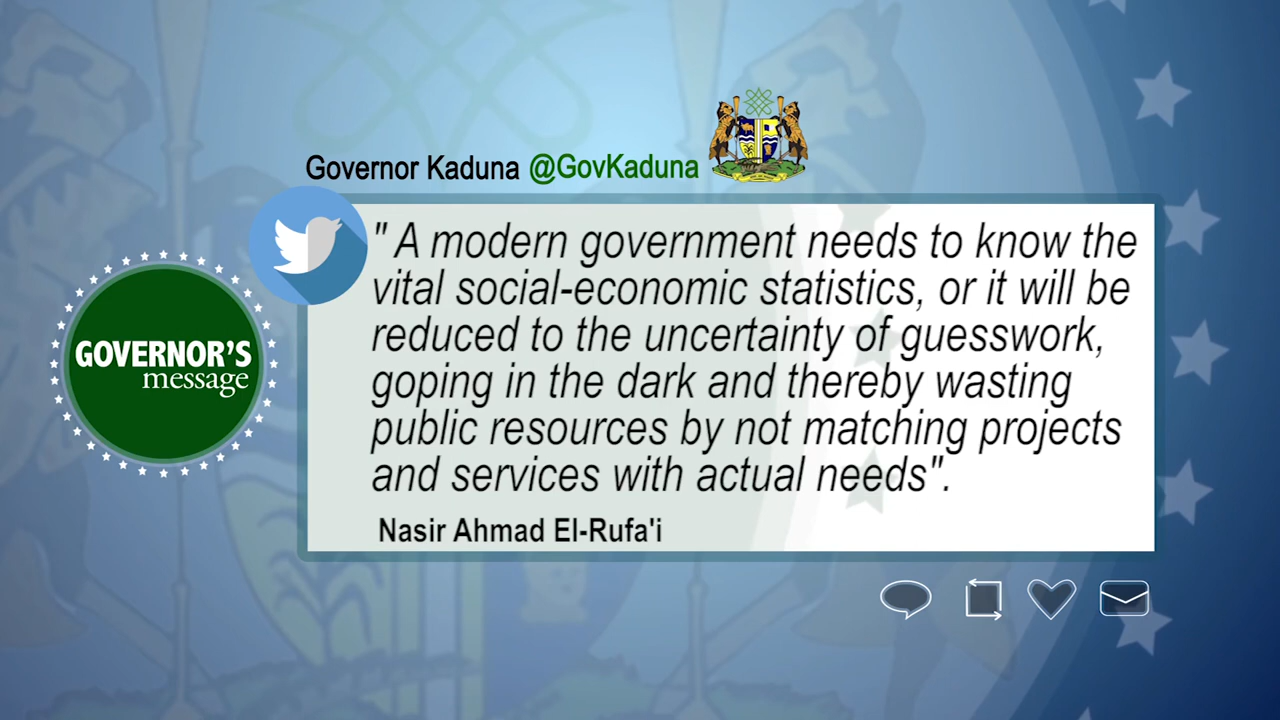 Governor Kaduna @GovKaduna
" A modern government needs to know the
vital social-economic statistics, or it will be
reduced to the uncertainty of guesswork,
goping in the dark and thereby wasting
public resources by not matching projects
and services with actual needs".
Nasir Ahmad El-Rufa'i
GOVERNOR'S
message